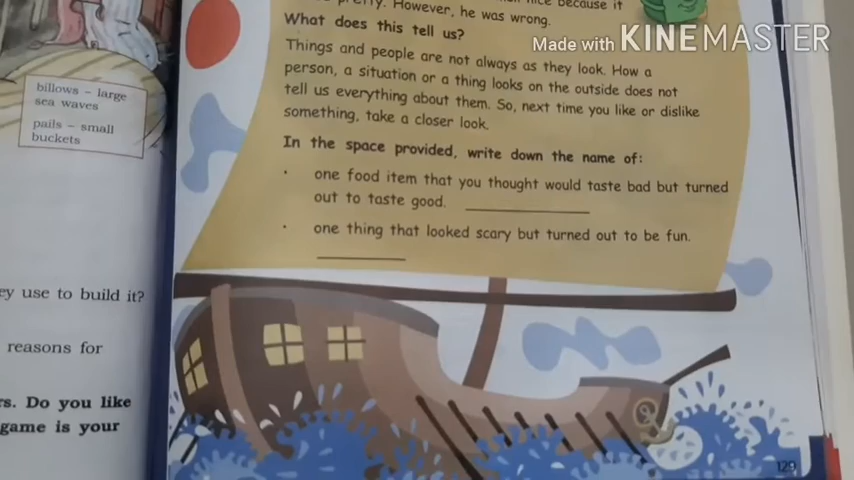 billows – large
sea waves
pails – small
buckets
ey use to build it?
reasons for
rs. Do you like
game is your
pretty. However, he was wrong.
because it
What does this tell us?
Things and people are not always as they look. How a
person, a situation or a thing looks on the outside does not
tell us everything about them. So, next time you like or dislike
something, take a closer look.
In the space provided, write down the name of:
• one food item that you thought would taste bad but turned
out to taste good.
• one thing that looked scary but turned out to be fun.
129
Made with KINEMASTER